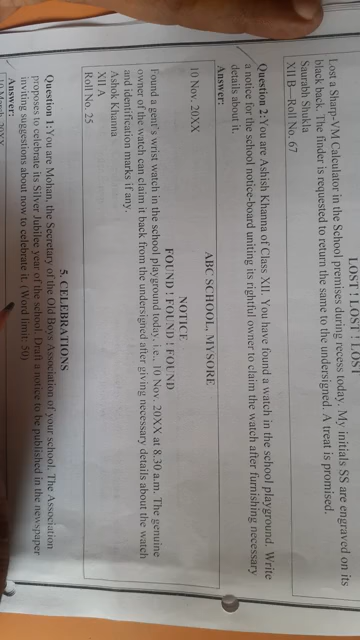 LOST ! LOST ! LOST
Lost a Sharp-VM Calculator in the School premises during recess today. My initials SS are engraved on its
black back. The finder is requested to return the same to the undersigned. A treat is promised.
Saurabh Shukla
XII B—Roll No. 67
Question 2:You are Ashish Khanna of Class XII. You have found a watch in the school playground. Write
a notice for the school notice-board inviting its rightful owner to claim the watch after furnishing necessary
details about it.
Answer:
ABC SCHOOL, MYSORE
10 Nov. 20XX
NOTICE
FOUND ! FOUND ! FOUND
Found a gent's wrist watch in the school playground today, i.e., 10 Nov. 20XX at 8.30 a.m. The genuine
owner of the watch can claim it back from the undersigned after giving necessary details about the watch
and identification marks if any.
Ashok Khanna
XII A
Roll No. 25
5. CELEBRATIONS
Question 1:You are Mohan, the Secretary of the Old Boys Association of your school. The Association
proposes to celebrate its Silver Jubilee year of the school. Draft a notice to be published in the newspaper
inviting suggestions about now to celebrate it. (Word limit: 50)
Answer:
10 March, 20XX